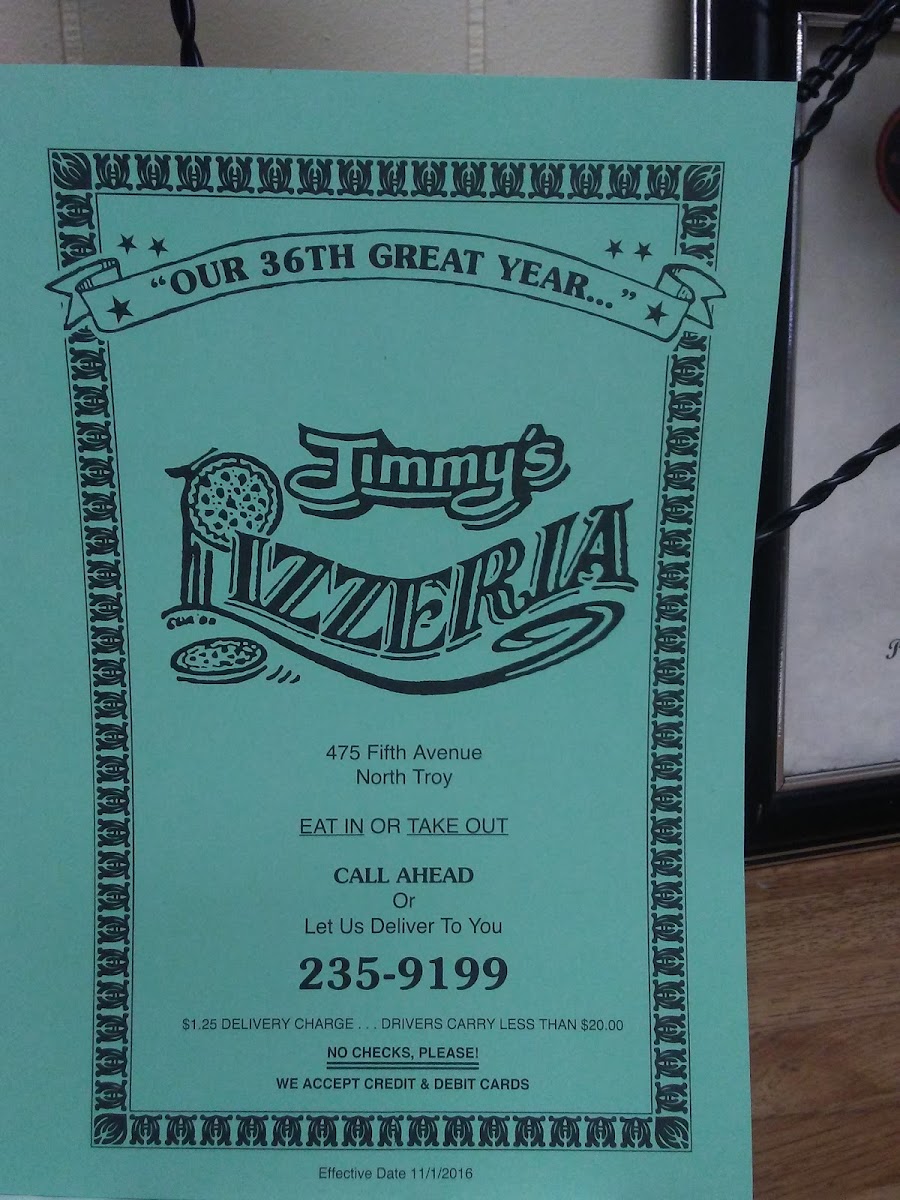 "OUR 36TH GREAT YEAR..."
Jimmy's
PIZZERIA
475 Fifth Avenue
North Troy
EAT IN OR TAKE OUT
CALL AHEAD
Or
Let Us Deliver To You
235-9199
$1.25 DELIVERY CHARGE . . . DRIVERS CARRY LESS THAN $20.00
NO CHECKS, PLEASE!
WE ACCEPT CREDIT & DEBIT CARDS
Effective Date 11/1/2016